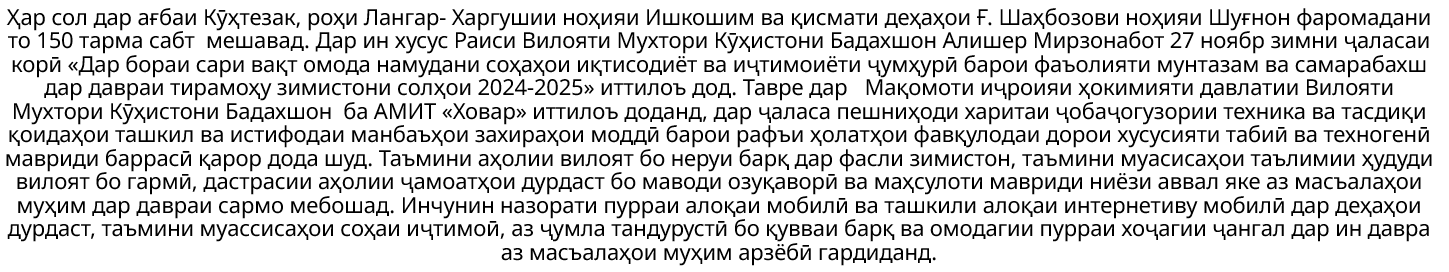 Ҳар сол дар ағбаи Кӯҳтезак, роҳи Лангар- Харгушии ноҳияи Ишкошим ва қисмати деҳаҳои Ғ. Шаҳбозови ноҳияи Шуғнон фаромадани
то 150 тарма сабт  мешавад. Дар ин хусус Раиси Вилояти Мухтори Кӯҳистони Бадахшон Алишер Мирзонабот 27 ноябр зимни ҷаласаи
корӣ «Дар бораи сари вақт омода намудани соҳаҳои иқтисодиёт ва иҷтимоиёти ҷумҳурӣ барои фаъолияти мунтазам ва самарабахш
дар давраи тирамоҳу зимистони солҳои 2024-2025» иттилоъ дод. Тавре дар   Мақомоти иҷроияи ҳокимияти давлатии Вилояти
Мухтори Кӯҳистони Бадахшон  ба АМИТ «Ховар» иттилоъ доданд, дар ҷаласа пешниҳоди харитаи ҷобаҷогузории техника ва тасдиқи
қоидаҳои ташкил ва истифодаи манбаъҳои захираҳои моддӣ барои рафъи ҳолатҳои фавқулодаи дорои хусусияти табиӣ ва техногенӣ
мавриди баррасӣ қарор дода шуд. Таъмини аҳолии вилоят бо неруи барқ дар фасли зимистон, таъмини муасисаҳои таълимии ҳудуди
вилоят бо гармӣ, дастрасии аҳолии ҷамоатҳои дурдаст бо маводи озуқаворӣ ва маҳсулоти мавриди ниёзи аввал яке аз масъалаҳои
муҳим дар давраи сармо мебошад. Инчунин назорати пурраи алоқаи мобилӣ ва ташкили алоқаи интернетиву мобилӣ дар деҳаҳои
дурдаст, таъмини муассисаҳои соҳаи иҷтимоӣ, аз ҷумла тандурустӣ бо қувваи барқ ва омодагии пурраи хоҷагии ҷангал дар ин давра
аз масъалаҳои муҳим арзёбӣ гардиданд.